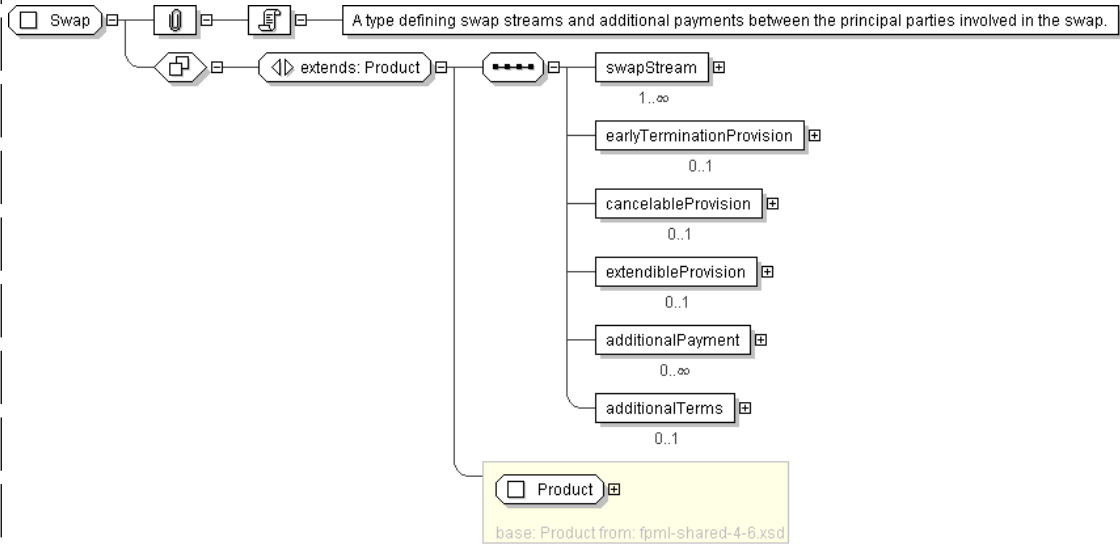 Swap
A type defining swap streams and additional payments between the principal parties involved in the swap.
extends: Product
swapStream
1..∞
earlyTerminationProvision
0..1
cancelableProvision
0..1
extendibleProvision
0..1
additionalPayment
0..∞
additionalTerms
0..1
Product
base: Product from: fpml-shared-4-6.xsd